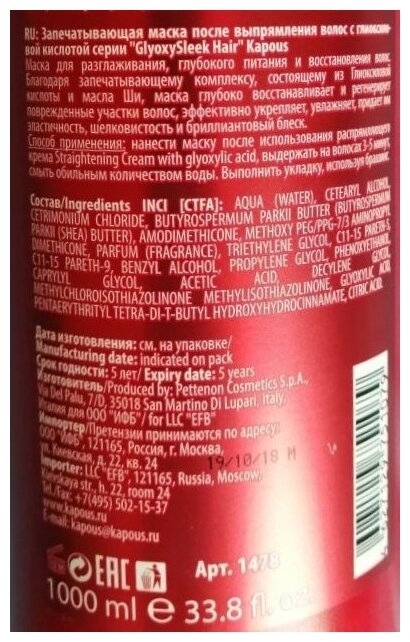 RU: Запечатывающая маска после выпрямления волос с глиоксиловой
кислотой серии "GlyoxySleek Hair" Kapous
Маска для разглаживания, глубокого питания и восстановления волос.
Благодаря запечатывающему комплексу, состоящему из Глиоксиловой
кислоты и масла Ши, маска глубоко восстанавливает и регенерирует
поврежденные участки волос, эффективно укрепляет, увлажняет, придает им
эластичность, шелковистость и бриллиантовый блеск.
Способ применения: нанести маску после использования распрямляющего
крема Straightening Cream with glyoxylic acid, выдержать на волосах 3-5 минут,
смыть обильным количеством воды. Выполнить укладку, используя брашинг.
Состав/Ingredients INCI [CTFA]: AQUA (WATER), CETEARYL ALCOHOL,
CETRIMONIUM CHLORIDE, BUTYROSPERMUM PARKII BUTTER (BUTYROSPERMUM
PARKII (SHEA) BUTTER), AMODIMETHICONE, METHOXY PEG/PPG-7/3 AMINOPROPYL
DIMETHICONE, PARFUM (FRAGRANCE), TRIETHYLENE GLYCOL, C11-15 PARETH-5,
C11-15 PARETH-9, BENZYL ALCOHOL, PROPYLENE GLYCOL, PHENOXYETHANOL,
CAPRYLYL GLYCOL, ACETIC ACID, DECYLENE GLYCOL,
METHYLCHLOROISOTHIAZOLINONE METHYLISOTHIAZOLINONE, GLYOXYLIC ACID,
PENTAERYTHRITYL TETRA-DI-T-BUTYL HYDROXYHYDROCINNAMATE, CITRIC ACID.
Дата изготовления: см. на упаковке/
Manufacturing date: indicated on pack
Срок годности: 5 лет/ Expiry date: 5 years
Изготовитель/Produced by: Pettenon Cosmetics S.p.A.,
Via Del Palu, 7/D, 35018 San Martino Di Lupari, Italy,
Италия для ООО "ИФБ"/ for LLC "EFB"
Импортер/Претензии принимаются по адресу:
ООО "ИФБ", 121165, Россия, г. Москва,
ул. Киевская, д. 22, кв. 24
19/10/18 M
Importer: LLC "EFB", 121165, Russia, Moscow,
Kievskaya str., h. 22, room 24
Tel./Fax.: +7(495) 502-15-37
www.kapous.ru
E-mail: kapous@kapous.ru
EAC
Арт. 1478
1000 ml e 33.8 fl. oz.